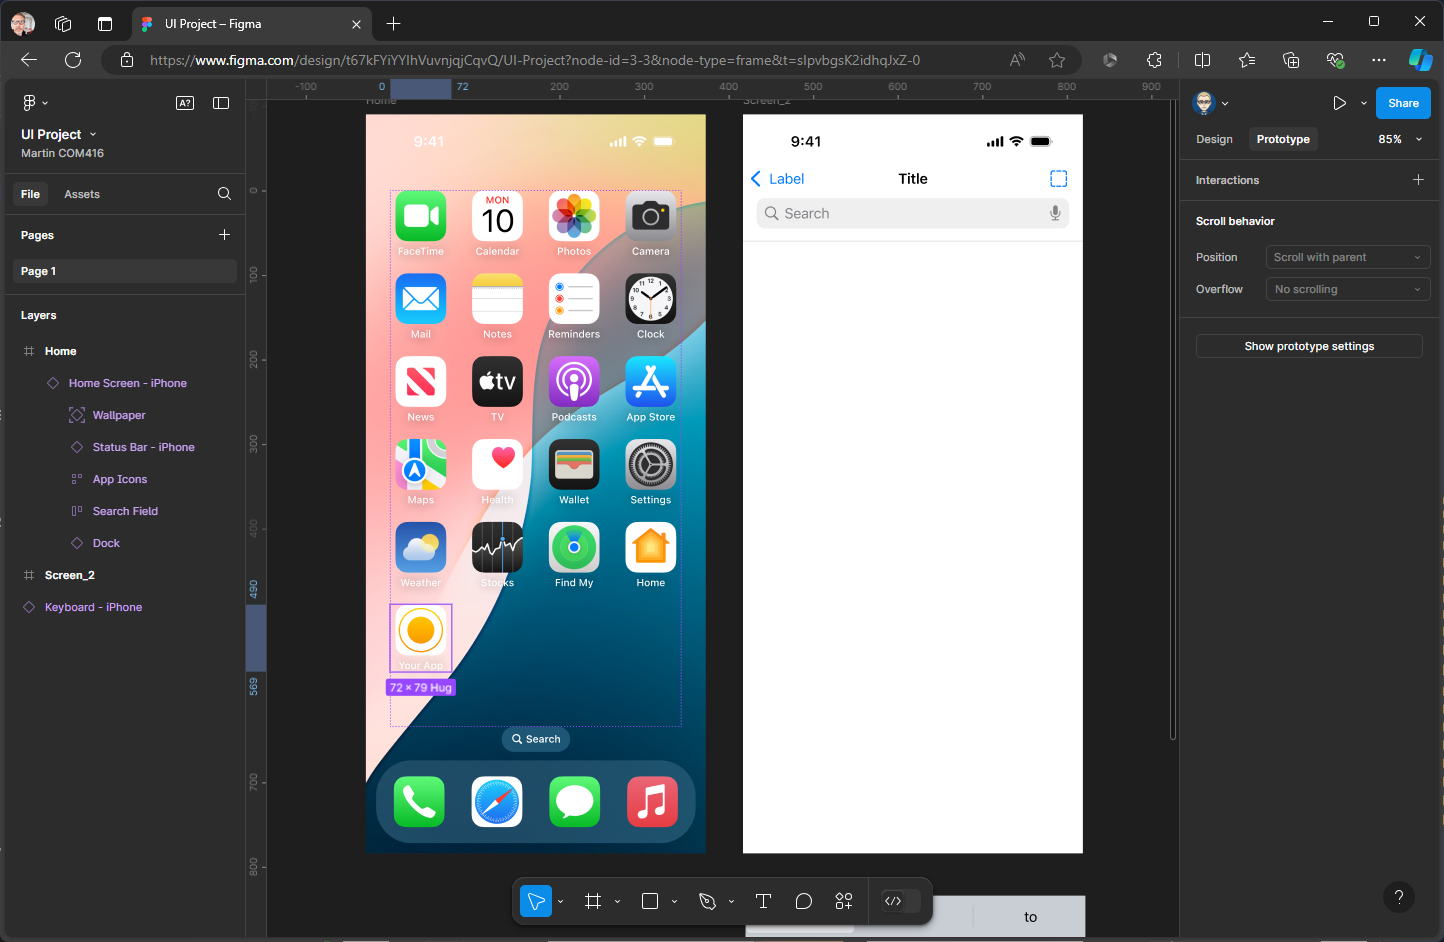 UI Project – Figma
https://www.figma.com/design/t67kFYiYYIhVuvnjqjCqvQ/UI-Project?node-id=3-3&node-type=frame&t=sIpvbgsK2idhqJxZ-0
A?
UI Project
Martin COM416
File
Assets
Pages
Page 1
Layers
Home
Home Screen - iPhone
Wallpaper
Status Bar - iPhone
App Icons
Search Field
Dock
Screen_2
Keyboard - iPhone
-100
0
72
200
300
400
500
600
700
800
900
0
100
200
300
400
490
569
700
800
Home
9:41
FaceTime
MON
10
Calendar
Photos
Camera
Mail
Notes
Reminders
Clock
News
tv
TV
Podcasts
App Store
Maps
Health
Wallet
Settings
Weather
Stocks
Find My
Home
Your App
72 × 79 Hug
Search
Screen_2
9:41
Label
Title
Search
to
Share
Design
Prototype
85%
Interactions
Scroll behavior
Position
Scroll with parent
Overflow
No scrolling
Show prototype settings
?